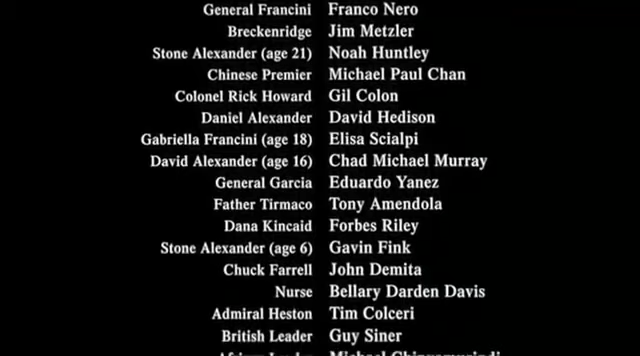 General Francini Franco Nero
Breckenridge Jim Metzler
Stone Alexander (age 21) Noah Huntley
Chinese Premier Michael Paul Chan
Colonel Rick Howard Gil Colon
Daniel Alexander David Hedison
Gabriella Francini (age 18) Elisa Scialpi
David Alexander (age 16) Chad Michael Murray
General Garcia Eduardo Yanez
Father Tirmaco Tony Amendola
Dana Kincaid Forbes Riley
Stone Alexander (age 6) Gavin Fink
Chuck Farrell John Demita
Nurse Bellary Darden Davis
Admiral Heston Tim Colceri
British Leader Guy Siner
Michael